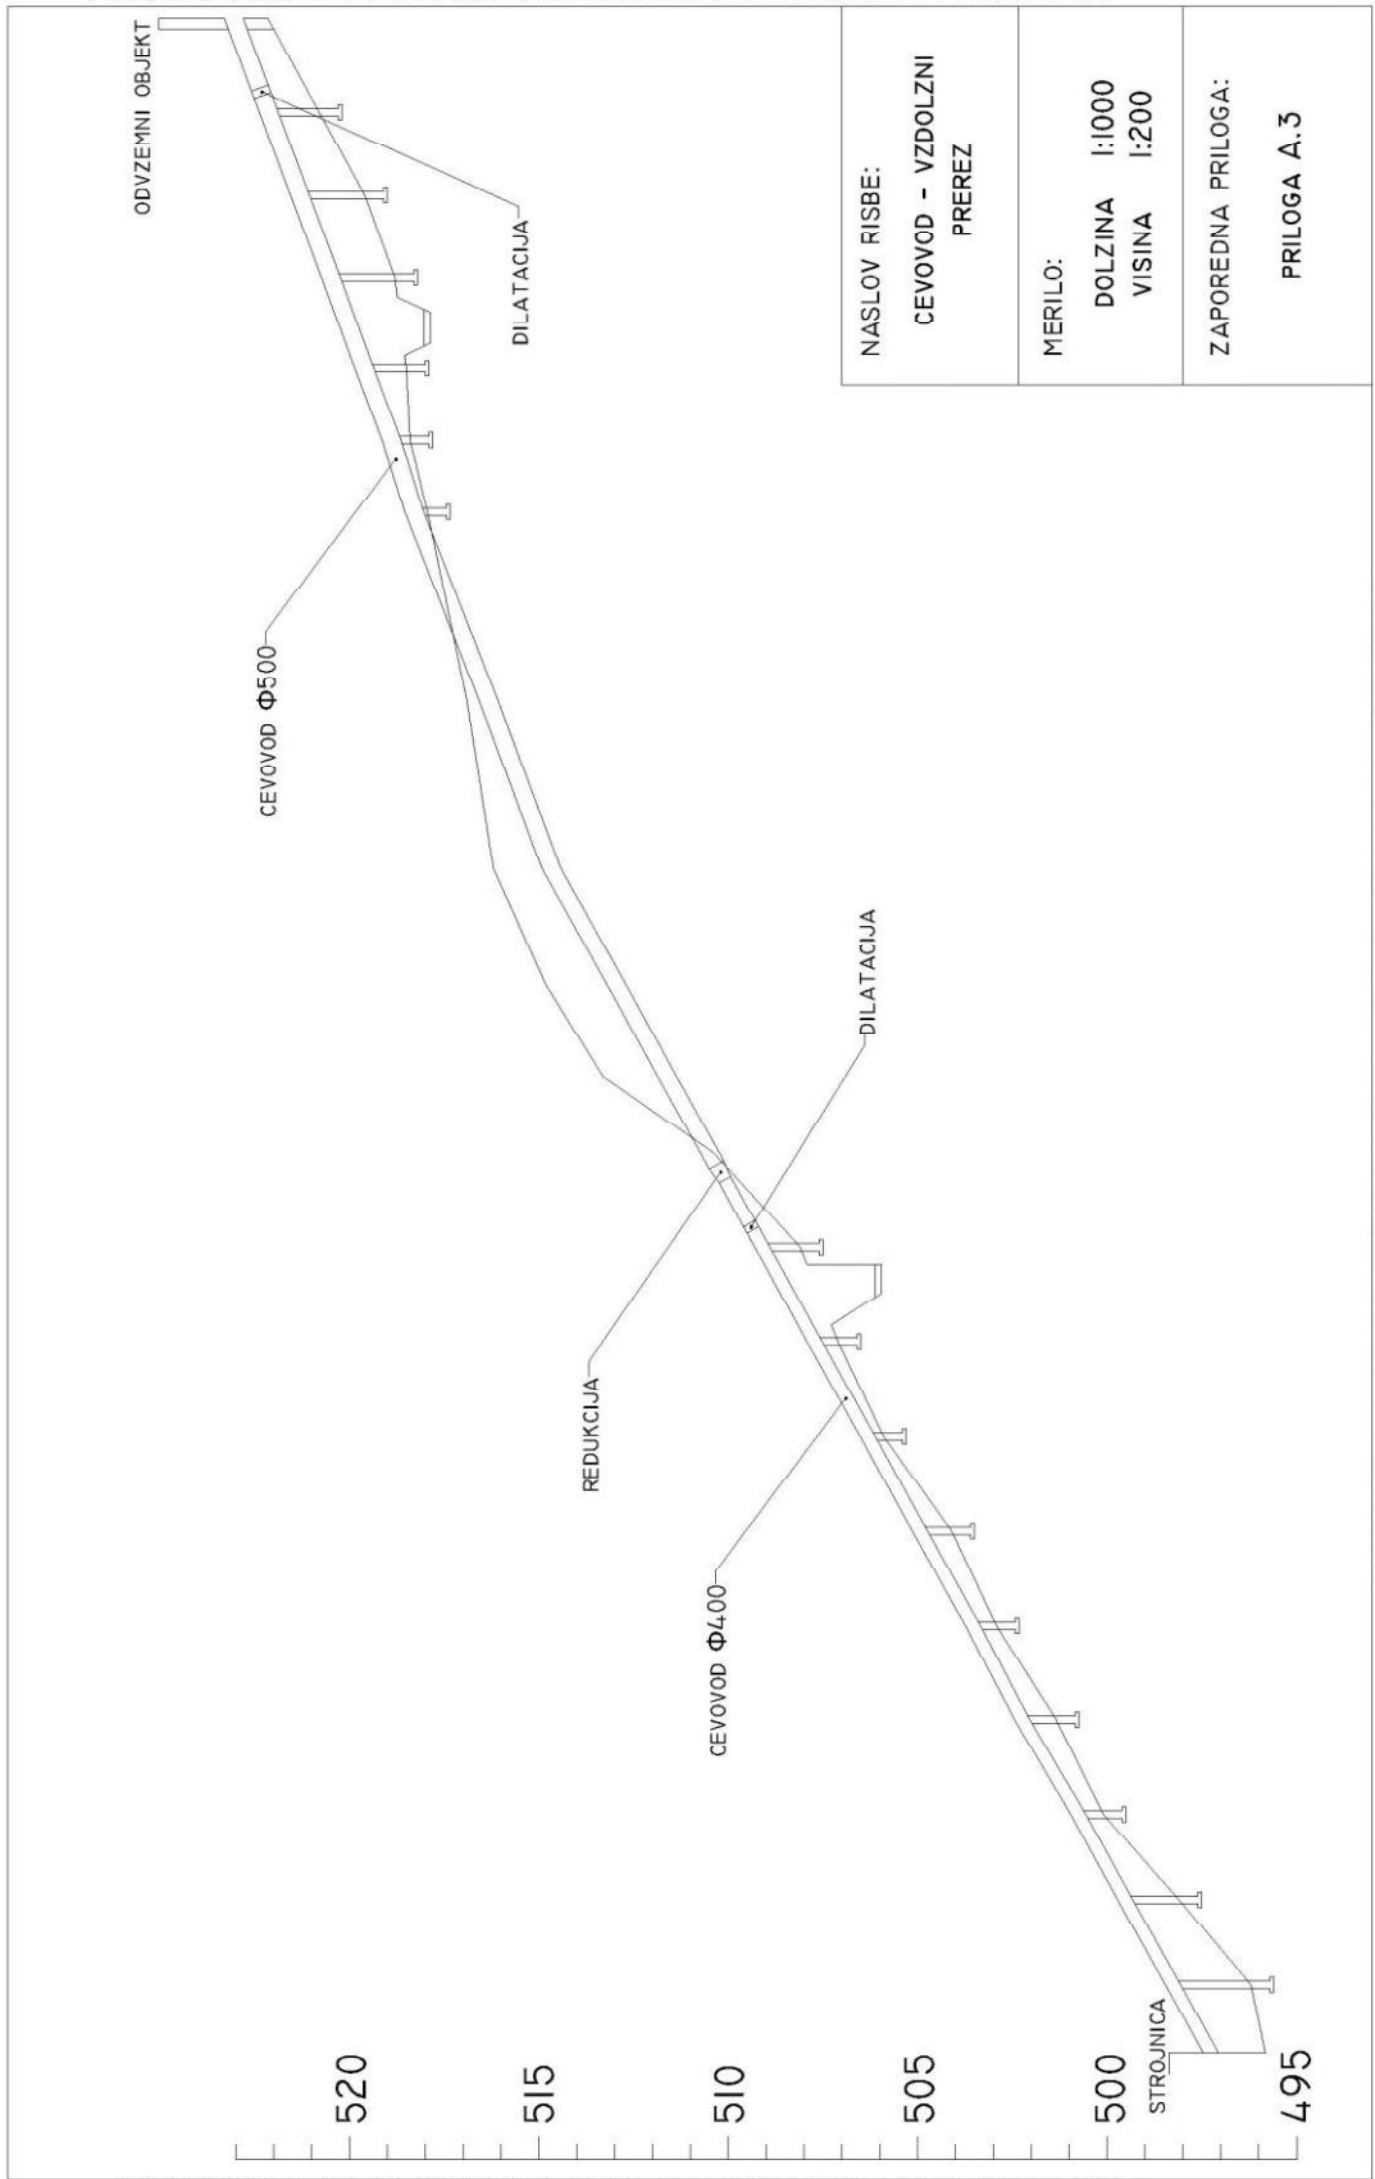 ODVZEMNI OBJEKT
DILATACIJA
CEVOVOD Φ500
DILATACIJA
REDUKCIJA
CEVOVOD Φ400
STROJNICA
520
515
510
505
500
495
NASLOV RISBE:
CEVOVOD - VZDOLZNI
PREREZ
MERILO:
DOLZINA 1:1000
VISINA 1:200
ZAPOREDNA PRILOGA:
PRILOGA A.3